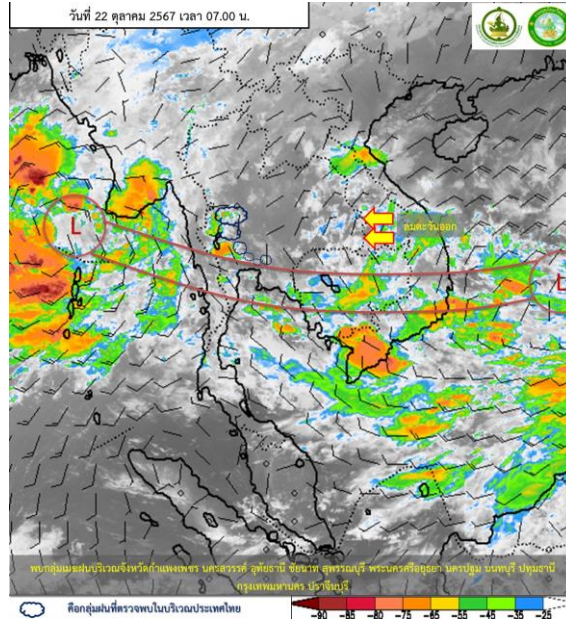 วันที่ 22 ตุลาคม 2567 เวลา 07.00 น.
L
ลมตะวันออก
L
พบกลุ่มเมฆฝนบริเวณจังหวัดกำแพงเพชร นครสวรรค์ อุทัยธานี ชัยนาท สุพรรณบุรี พระนครศรีอยุธยา นครปฐม นนทบุรี ปทุมธานี
กรุงเทพมหานคร ปราจีนบุรี
คือกลุ่มฝนที่ตรวจพบในบริเวณประเทศไทย
-90 -85 -80 -75 -65 -55 -45 -35 -25